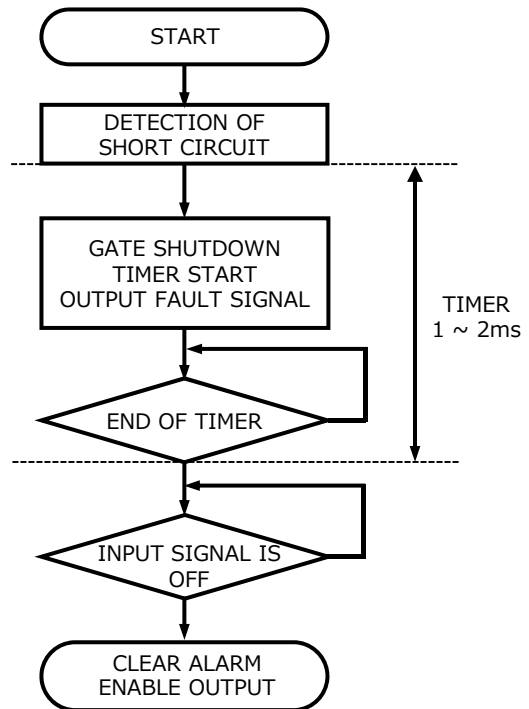 START
DETECTION OF
SHORT CIRCUIT
GATE SHUTDOWN
TIMER START
OUTPUT FAULT SIGNAL
TIMER
1 ~ 2ms
END OF TIMER
INPUT SIGNAL IS
OFF
CLEAR ALARM
ENABLE OUTPUT